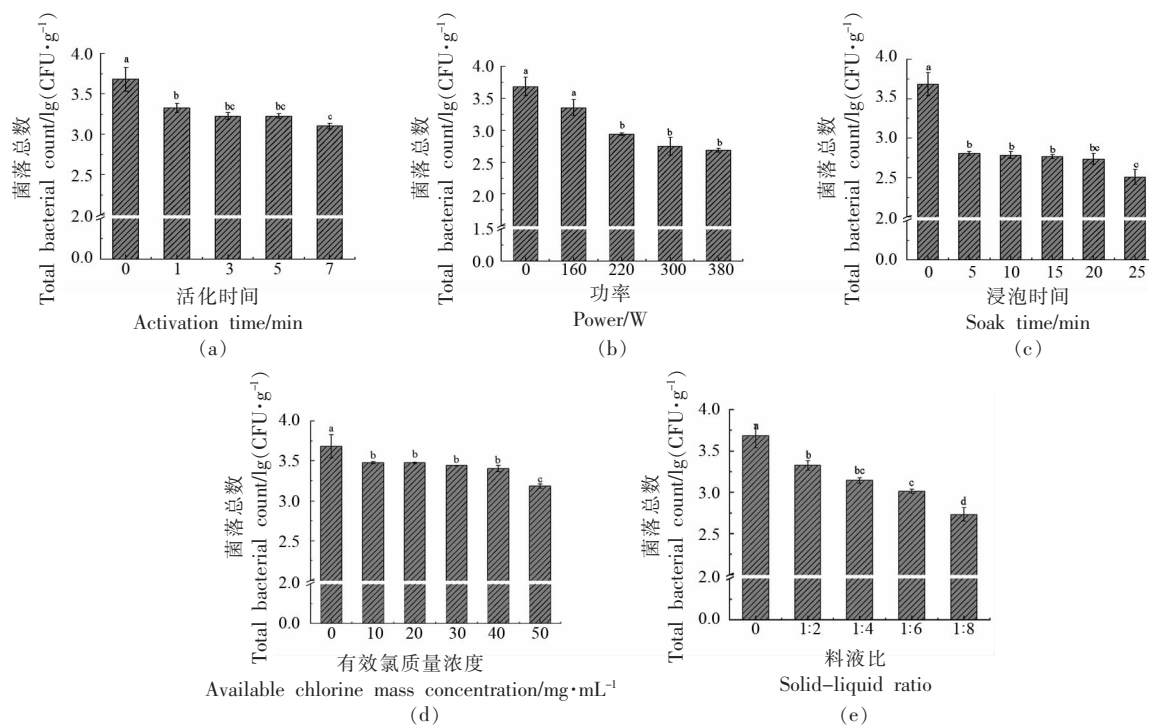 菌落总数
Total bacterial count/lg(CFU·g⁻¹)
4.0
3.5
3.0
2.5
2.0
0.0
a
b
bc
bc
c
0 1 3 5 7
活化时间
Activation time/min
(a)
菌落总数
Total bacterial count/lg(CFU·g⁻¹)
4.0
3.5
3.0
2.5
2.0
1.5
0.0
a
a
b
b
b
0 160 220 300 380
功率
Power/W
(b)
菌落总数
Total bacterial count/lg(CFU·g⁻¹)
4.0
3.5
3.0
2.5
2.0
0.0
a
b
b
b
bc
c
0 5 10 15 20 25
浸泡时间
Soak time/min
(c)
菌落总数
Total bacterial count/lg(CFU·g⁻¹)
4.0
3.5
3.0
2.5
2.0
0.0
a
b
b
b
b
c
0 10 20 30 40 50
有效氯质量浓度
Available chlorine mass concentration/mg·mL⁻¹
(d)
菌落总数
Total bacterial count/lg(CFU·g⁻¹)
4.0
3.5
3.0
2.5
2.0
0.0
a
b
bc
c
d
0 1:2 1:4 1:6 1:8
料液比
Solid-liquid ratio
(e)